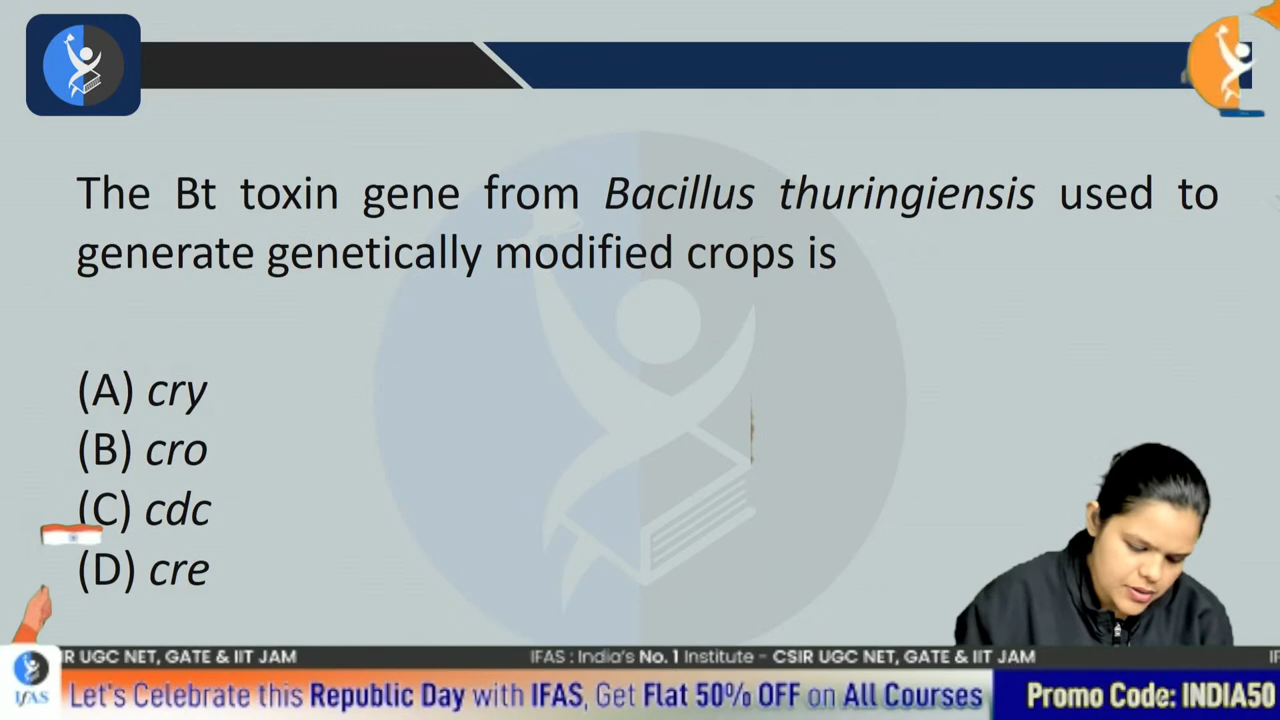 The Bt toxin gene from Bacillus thuringiensis used to
generate genetically modified crops is
(A) cry
(B) cro
(C) cdc
(D) cre
IR UGC NET, GATE & IIT JAM
IFAS : India's No. 1 Institute - CSIR UGC NET, GATE & IIT JAM
IF
IFAS
Let's Celebrate this Republic Day with IFAS, Get Flat 50% OFF on All Courses
Promo Code: INDIA50